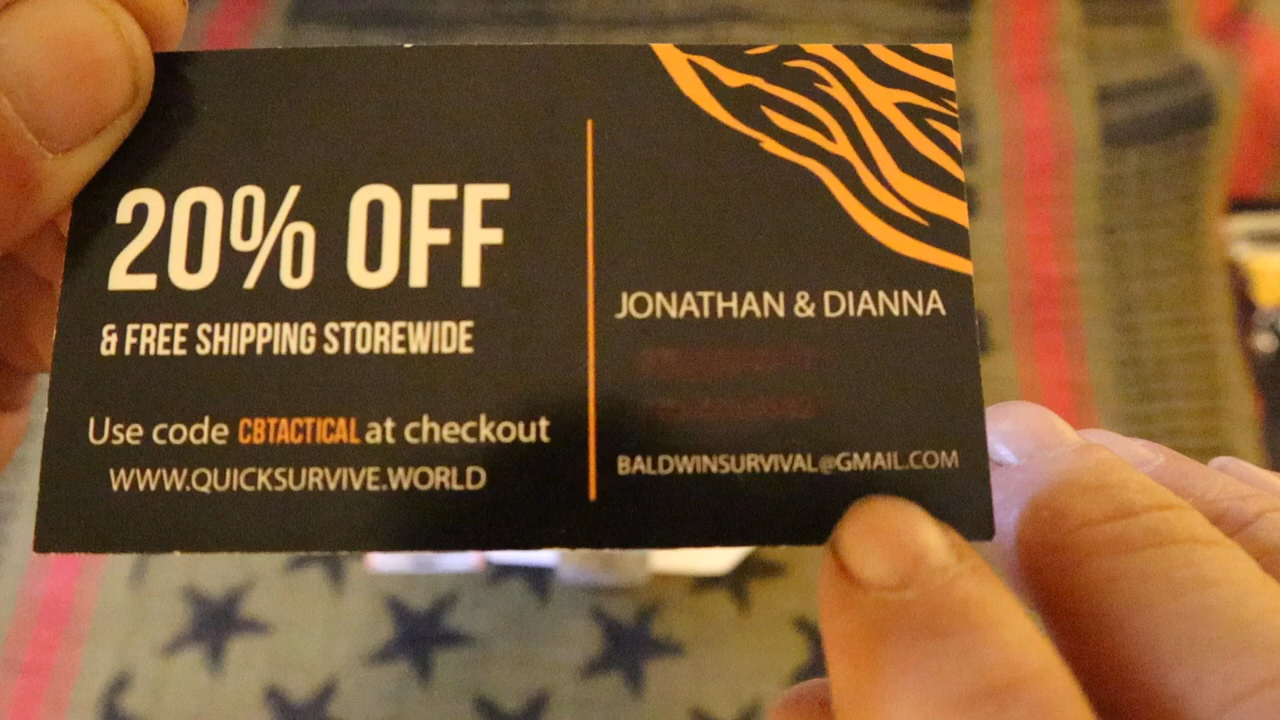 20% OFF
& FREE SHIPPING STOREWIDE
Use code CBTACTICAL at checkout
WWW.QUICKSURVIVE.WORLD
JONATHAN & DIANNA
BALDWINSURVIVAL@GMAIL.COM